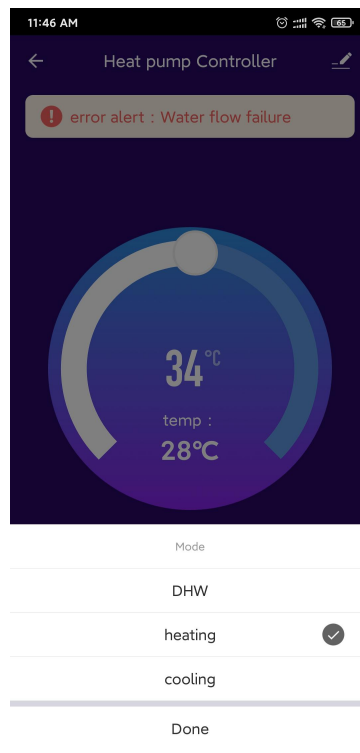 11:46 AM
65
Heat pump Controller
error alert : Water flow failure
34 °C
temp :
28℃
Mode
DHW
heating
cooling
Done